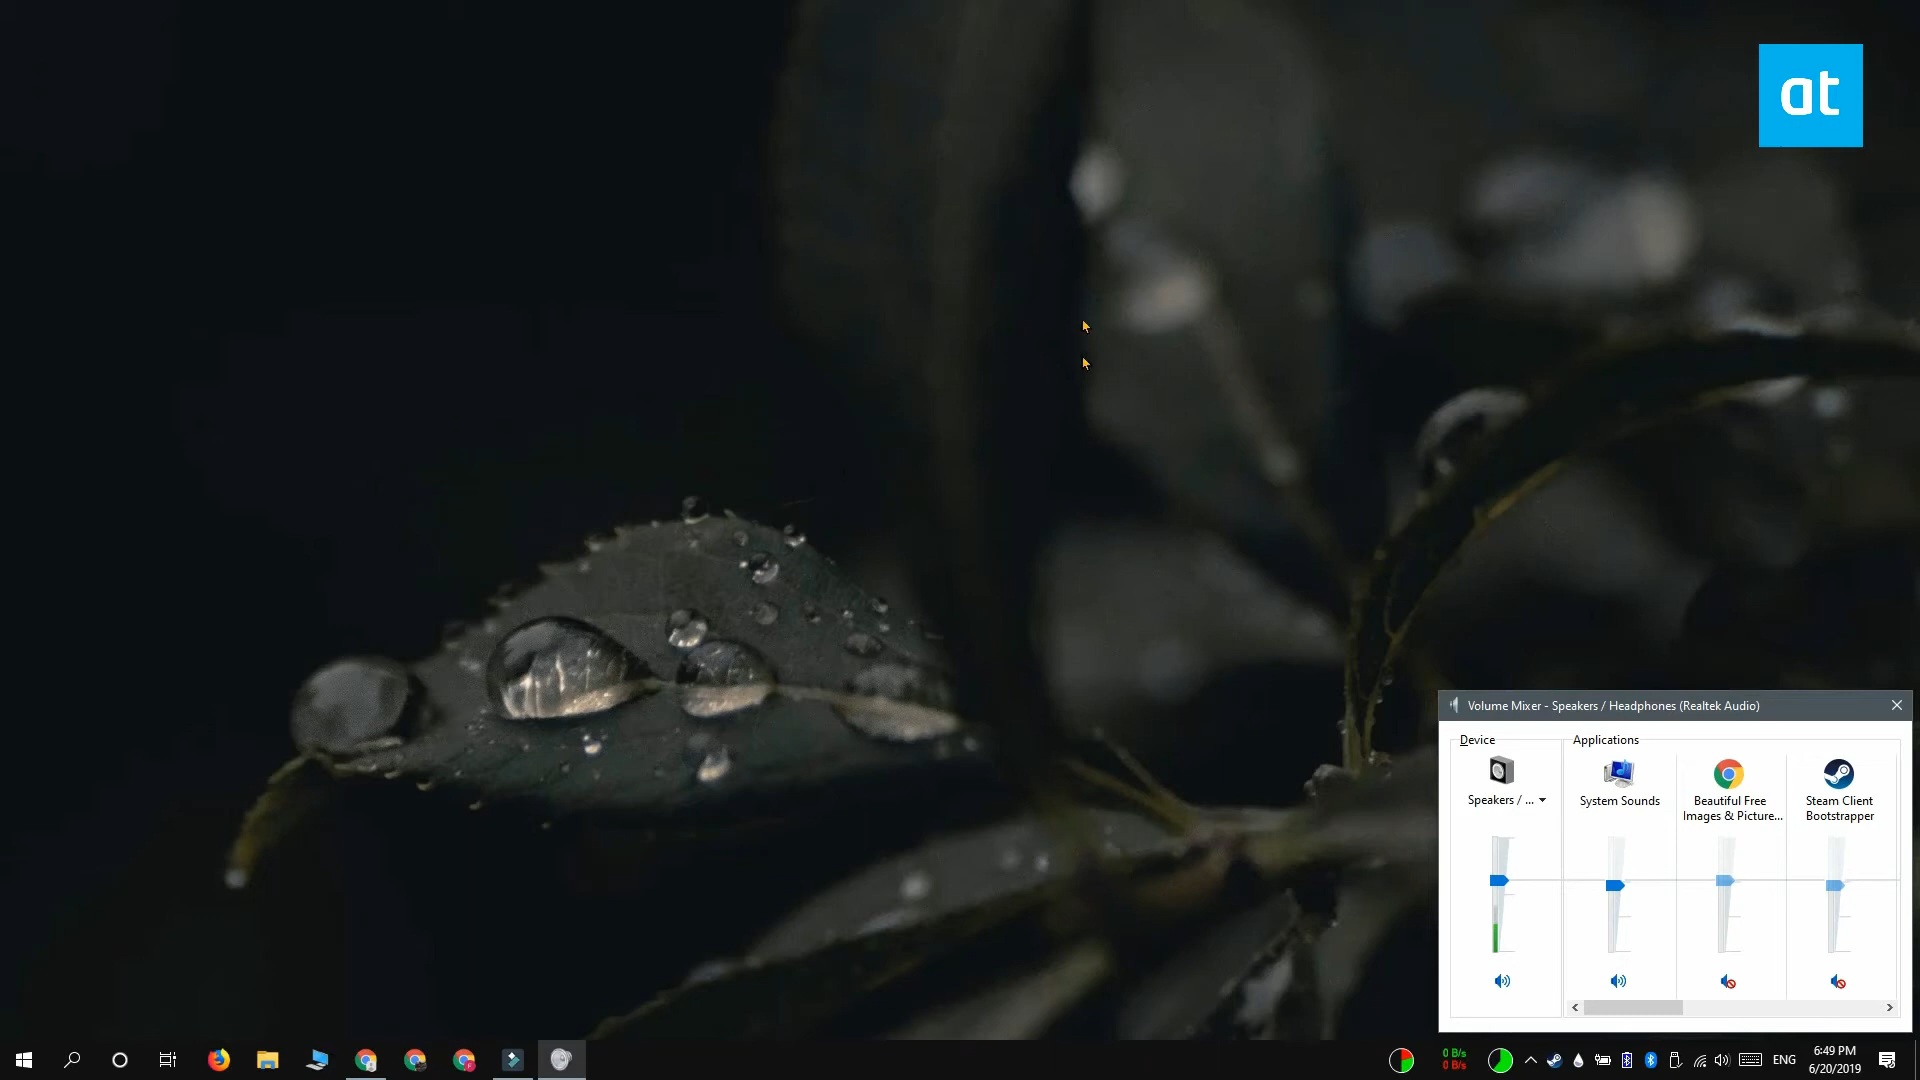 at
Volume Mixer - Speakers / Headphones (Realtek Audio)
Device
Applications
Speakers / ...
System Sounds
Beautiful Free
Images & Picture...
Steam Client
Bootstrapper
0 B/s
0 B/s
ENG
6:49 PM
6/20/2019